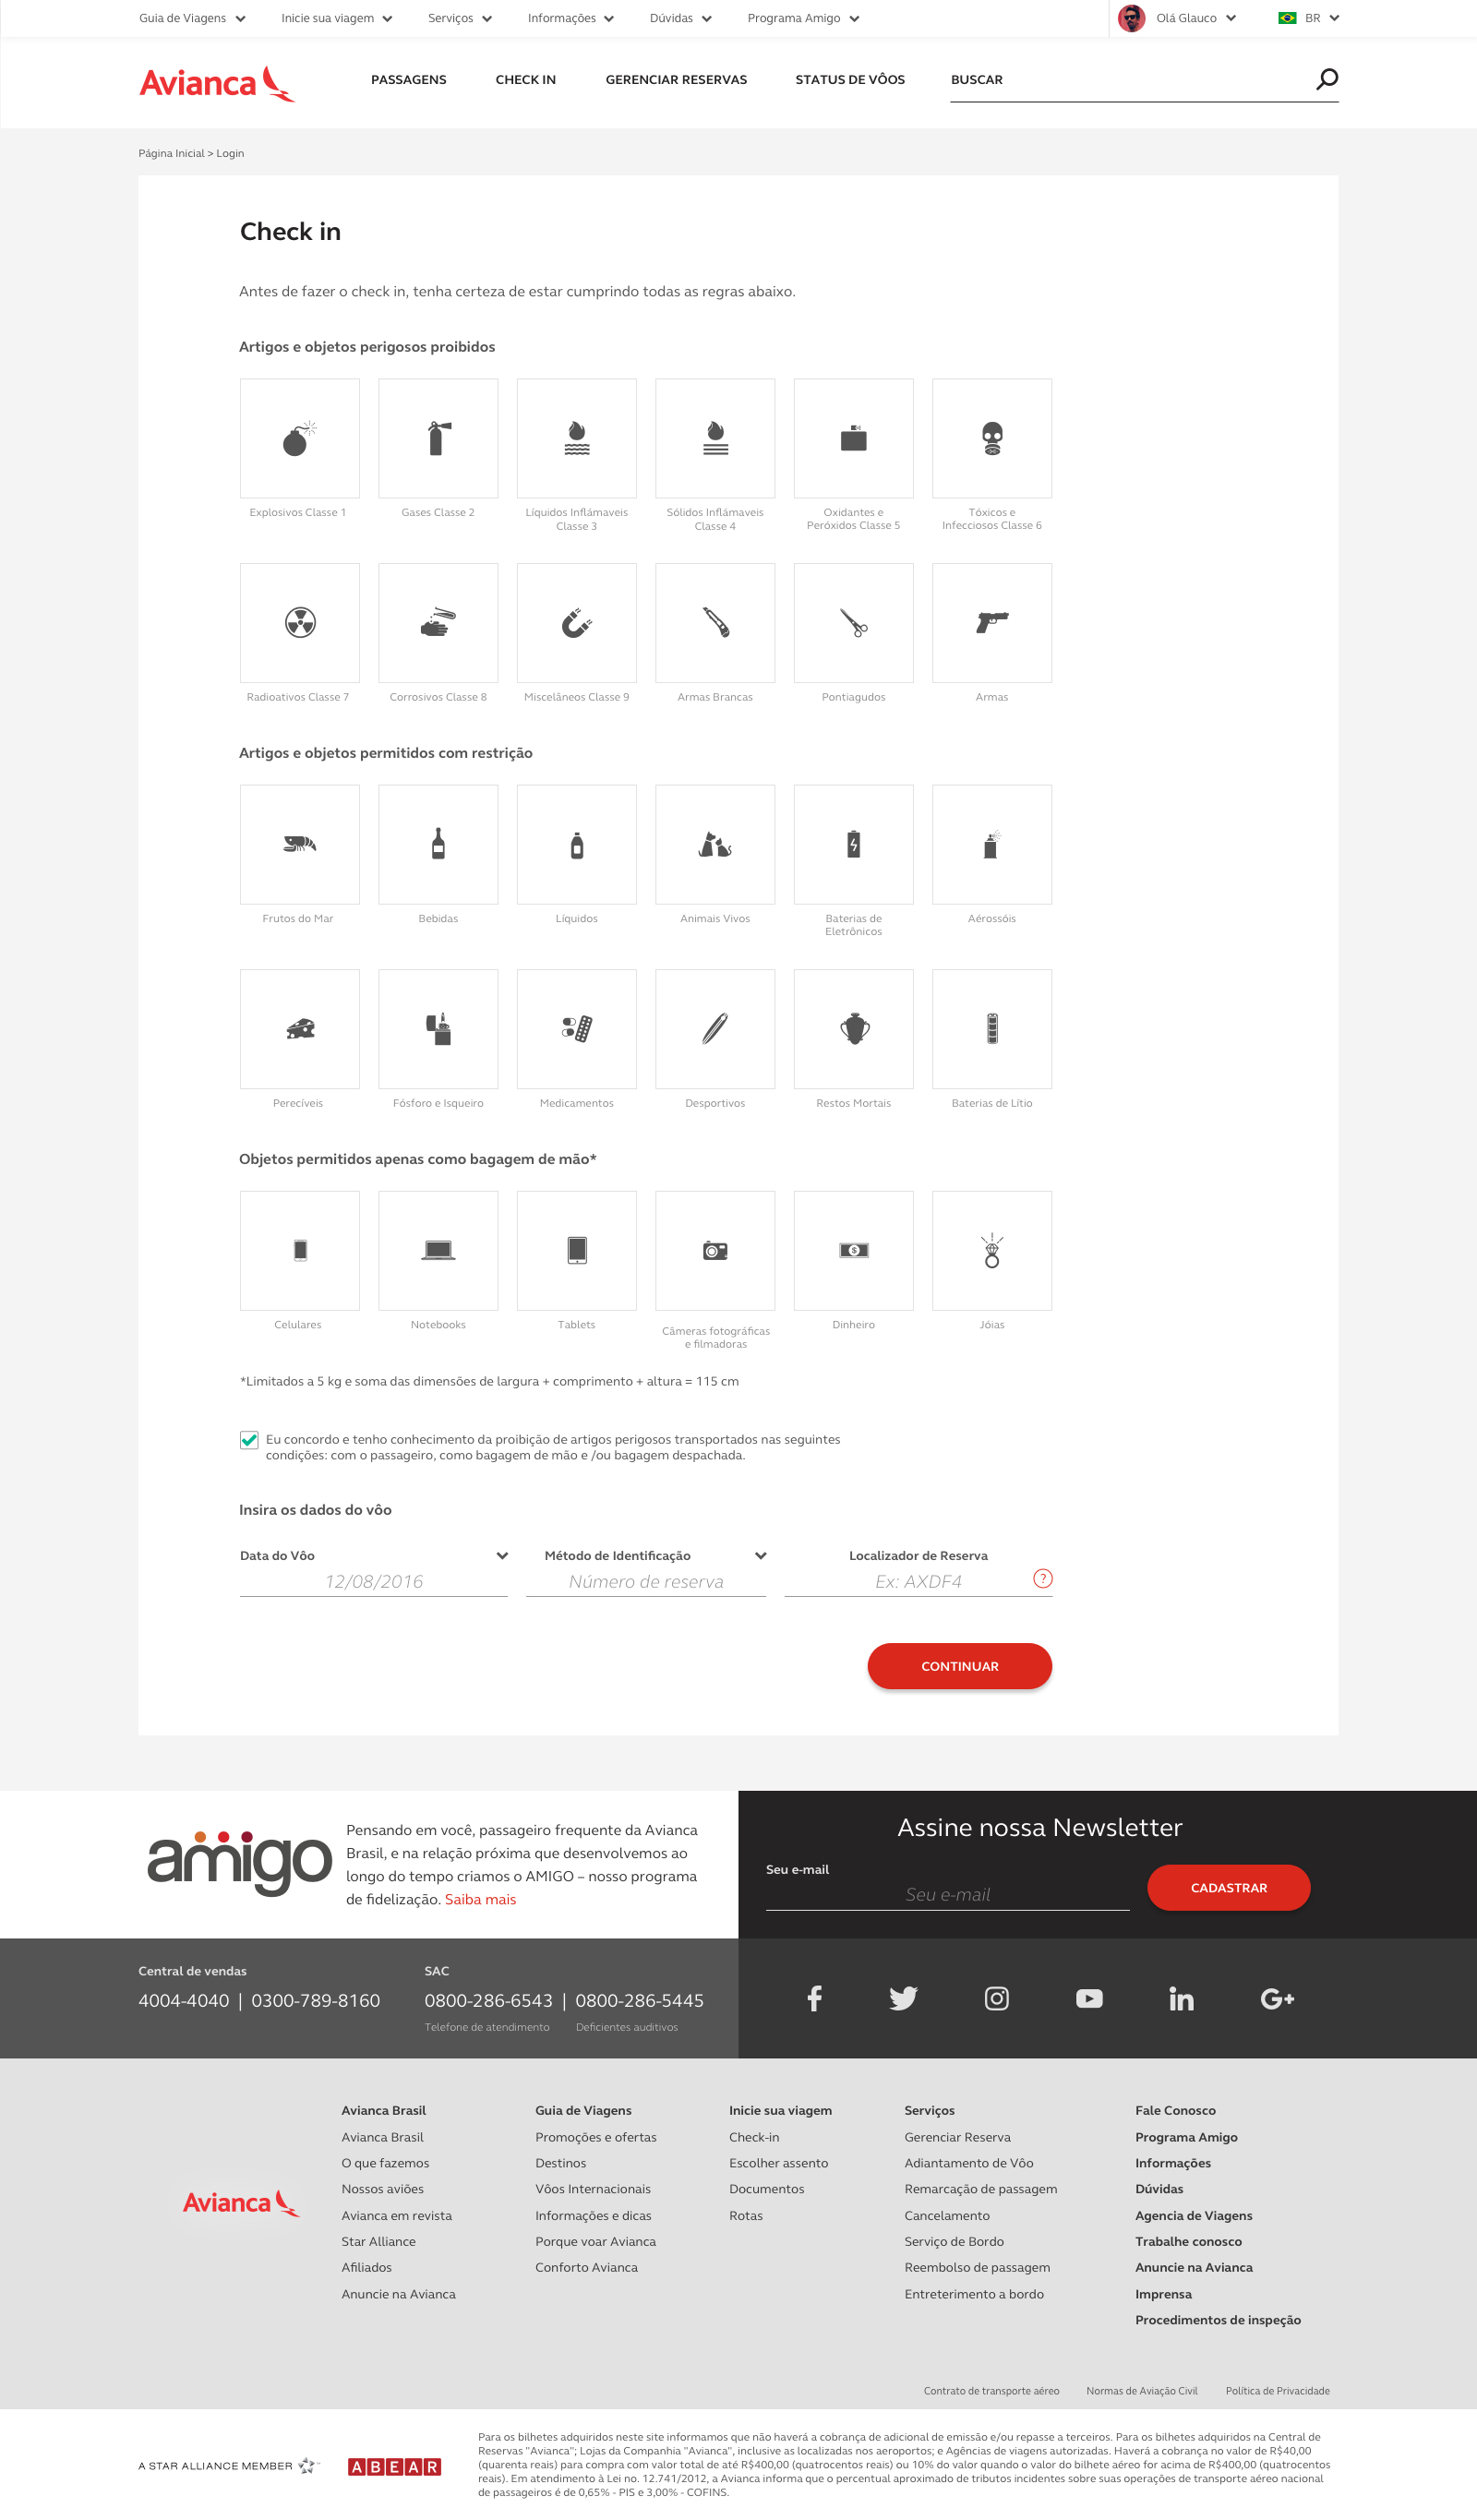 Guia de Viagens
Inicie sua viagem
Serviços
Informações
Dúvidas
Programa Amigo
Olá Glauco
BR
Avianca
PASSAGENS
CHECK IN
GERENCIAR RESERVAS
STATUS DE VÔOS
BUSCAR
Página Inicial > Login
Check in
Antes de fazer o check in, tenha certeza de estar cumprindo todas as regras abaixo.
Artigos e objetos perigosos proibidos
Explosivos Classe 1
Gases Classe 2
Líquidos Inflámaveis
Classe 3
Sólidos Inflámaveis
Classe 4
Oxidantes e
Peróxidos Classe 5
Tóxicos e
Infecciosos Classe 6
Radioativos Classe 7
Corrosivos Classe 8
Miscelâneos Classe 9
Armas Brancas
Pontiagudos
Armas
Artigos e objetos permitidos com restrição
Frutos do Mar
Bebidas
Líquidos
Animais Vivos
Baterias de
Eletrônicos
Aérossóis
Perecíveis
Fósforo e Isqueiro
Medicamentos
Desportivos
Restos Mortais
Baterias de Lítio
Objetos permitidos apenas como bagagem de mão*
Celulares
Notebooks
Tablets
Câmeras fotográficas
e filmadoras
Dinheiro
Jóias
*Limitados a 5 kg e soma das dimensões de largura + comprimento + altura = 115 cm
Eu concordo e tenho conhecimento da proibição de artigos perigosos transportados nas seguintes
condições: com o passageiro, como bagagem de mão e /ou bagagem despachada.
Insira os dados do vôo
Data do Vôo
12/08/2016
Método de Identificação
Número de reserva
Localizador de Reserva
Ex: AXDF4
?
CONTINUAR
amigo
Pensando em você, passageiro frequente da Avianca
Brasil, e na relação próxima que desenvolvemos ao
longo do tempo criamos o AMIGO – nosso programa
de fidelização. Saiba mais
Assine nossa Newsletter
Seu e-mail
Seu e-mail
CADASTRAR
Central de vendas
4004-4040 | 0300-789-8160
SAC
0800-286-6543 | 0800-286-5445
Telefone de atendimento
Deficientes auditivos
Avianca
Avianca Brasil
Avianca Brasil
O que fazemos
Nossos aviões
Avianca em revista
Star Alliance
Afiliados
Anuncie na Avianca
Guia de Viagens
Promoções e ofertas
Destinos
Vôos Internacionais
Informações e dicas
Porque voar Avianca
Conforto Avianca
Inicie sua viagem
Check-in
Escolher assento
Documentos
Rotas
Serviços
Gerenciar Reserva
Adiantamento de Vôo
Remarcação de passagem
Cancelamento
Serviço de Bordo
Reembolso de passagem
Entreterimento a bordo
Fale Conosco
Programa Amigo
Informações
Dúvidas
Agencia de Viagens
Trabalhe conosco
Anuncie na Avianca
Imprensa
Procedimentos de inspeção
Contrato de transporte aéreo
Normas de Aviação Civil
Política de Privacidade
A STAR ALLIANCE MEMBER
ABEAR
Para os bilhetes adquiridos neste site informamos que não haverá a cobrança de adicional de emissão e/ou repasse a terceiros. Para os bilhetes adquiridos na Central de
Reservas "Avianca"; Lojas da Companhia "Avianca", inclusive as localizadas nos aeroportos; e Agências de viagens autorizadas. Haverá a cobrança no valor de R$40,00
(quarenta reais) para compra com valor total de até R$400,00 (quatrocentos reais) ou 10% do valor quando o valor do bilhete aéreo for acima de R$400,00 (quatrocentos
reais). Em atendimento à Lei no. 12.741/2012, a Avianca informa que o percentual aproximado de tributos incidentes sobre suas operações de transporte aéreo nacional
de passageiros é de 0,65% - PIS e 3,00% - COFINS.